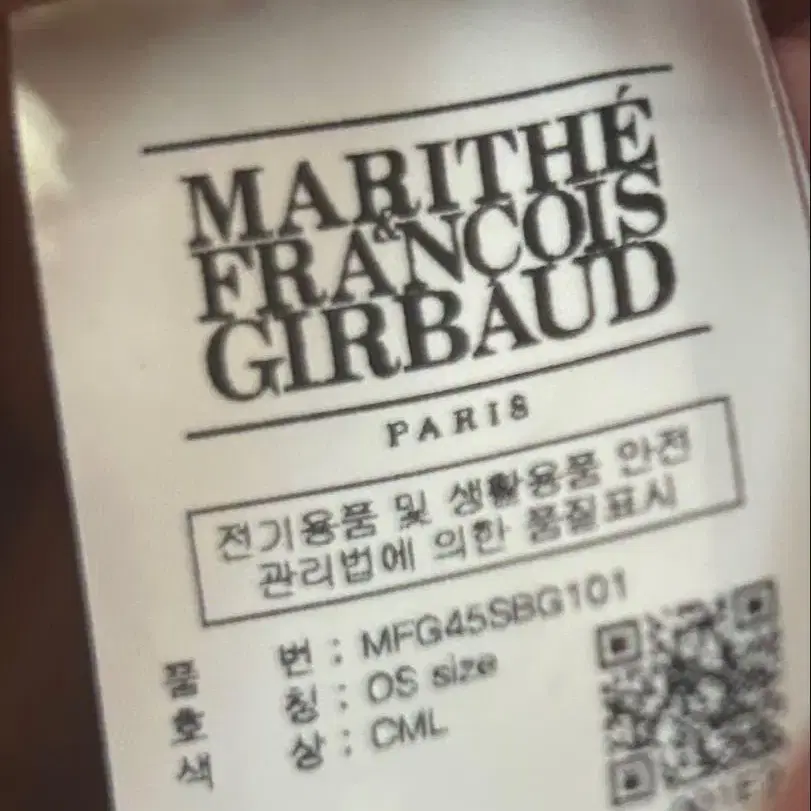 MARITHÉ
&
FRANÇOIS
GIRBAUD
PARIS
전기용품 및 생활용품 안전
관리법에 의한 품질표시
품 번 : MFG45SBG101
호 칭 : OS size
색 상 : CML